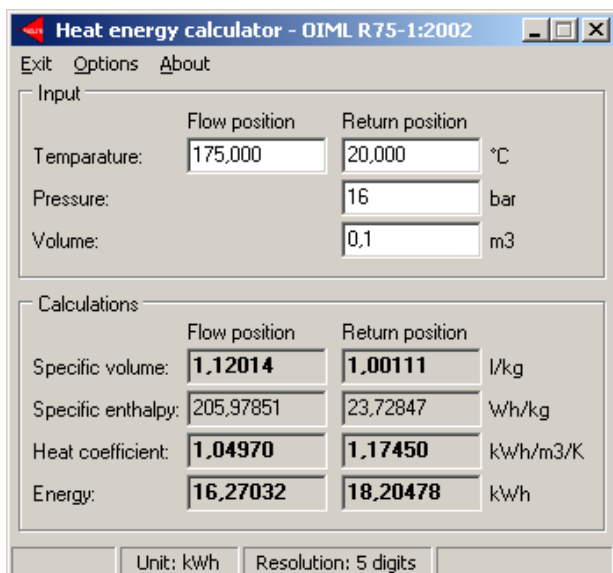 Heat energy calculator - OIML R75-1:2002
Exit Options About
Input
Flow position Return position
Temparature: 175,000 20,000 °C
Pressure: 16 bar
Volume: 0,1 m3
Calculations
Flow position Return position
Specific volume: 1,12014 1,00111 l/kg
Specific enthalpy: 205,97851 23,72847 Wh/kg
Heat coefficient: 1,04970 1,17450 kWh/m3/K
Energy: 16,27032 18,20478 kWh
Unit: kWh Resolution: 5 digits